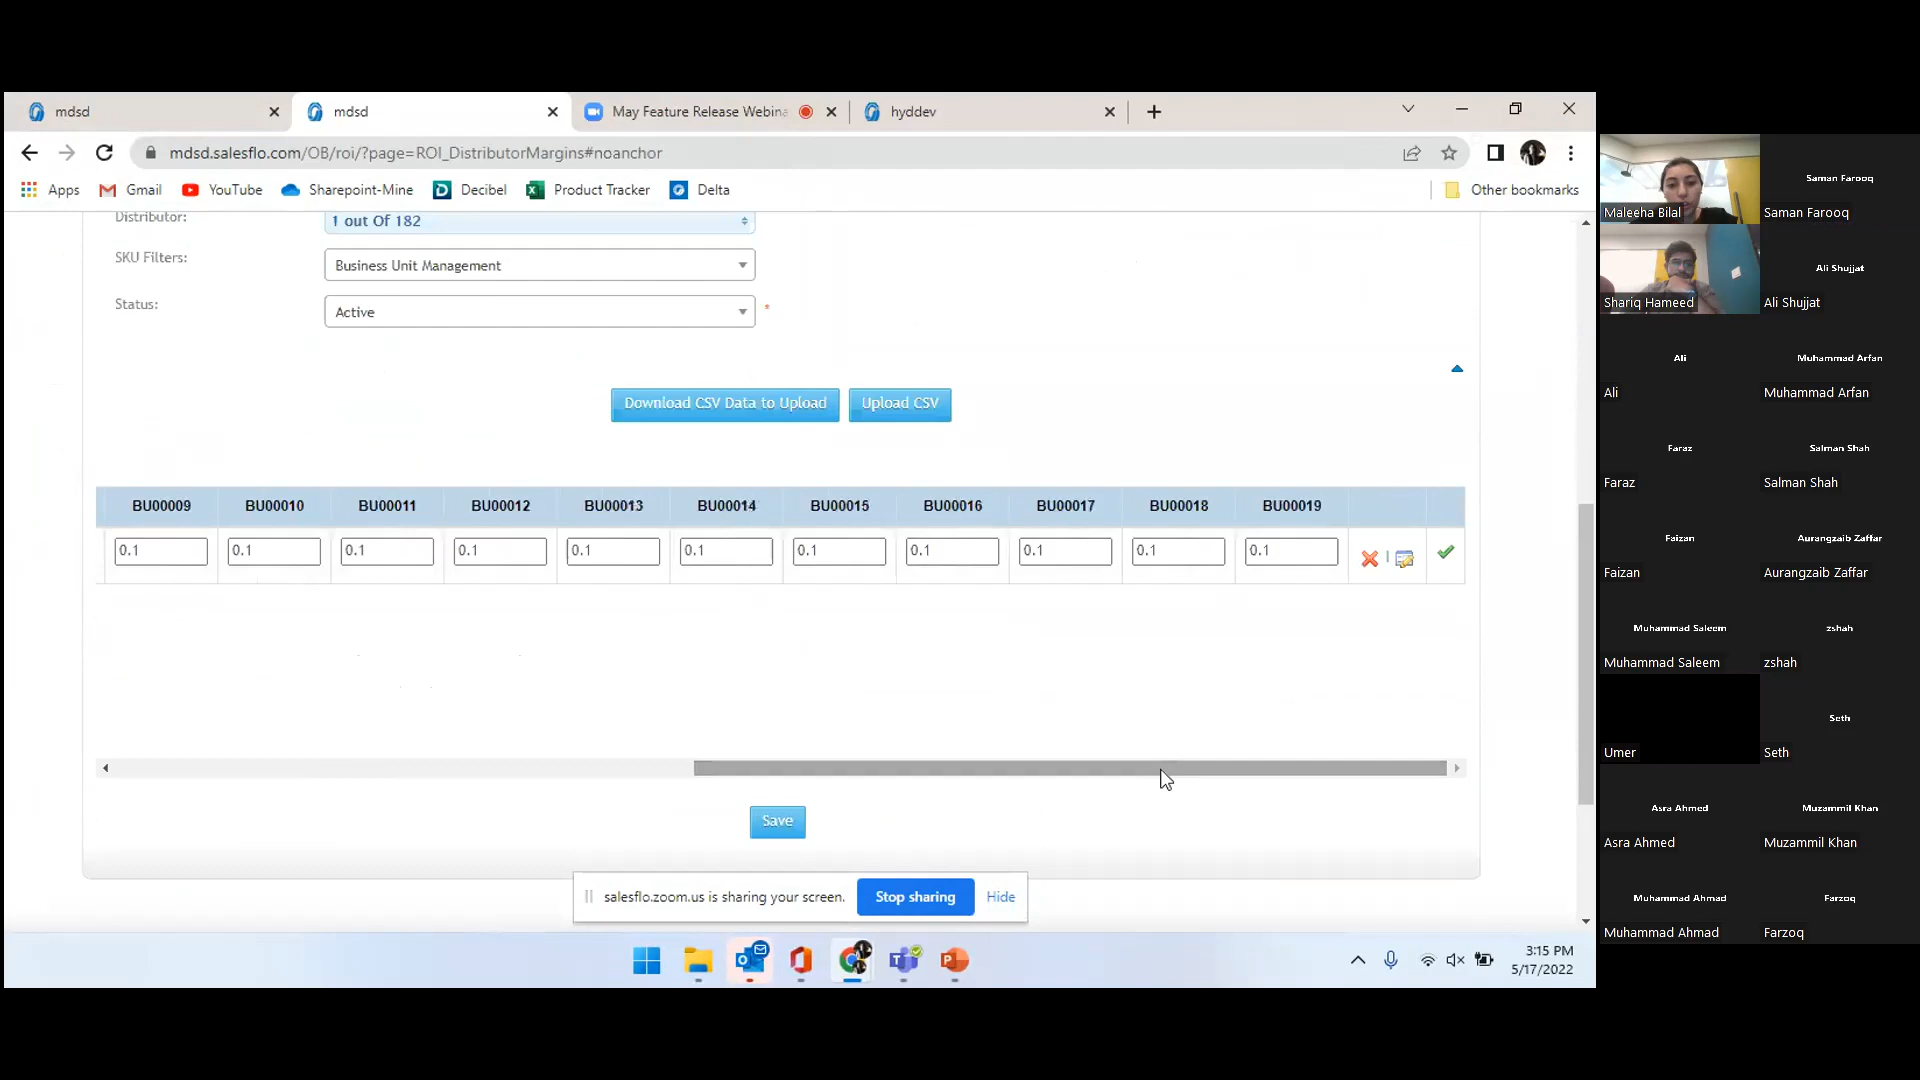 mdsd
mdsd
May Feature Release Webina
hyddev
mdsd.salesflo.com/OB/roi/?page=ROI_DistributorMargins#noanchor
Apps
Gmail
YouTube
Sharepoint-Mine
Decibel
Product Tracker
Delta
Other bookmarks
Distributor:
1 out Of 182
SKU Filters:
Business Unit Management
Status:
Active
*
Download CSV Data to Upload
Upload CSV
BU00009 BU00010 BU00011 BU00012 BU00013 BU00014 BU00015 BU00016 BU00017 BU00018 BU00019
0.1 0.1 0.1 0.1 0.1 0.1 0.1 0.1 0.1 0.1 0.1
Save
salesflo.zoom.us is sharing your screen.
Stop sharing
Hide
3:15 PM
5/17/2022
Maleeha Bilal
Saman Farooq
Saman Farooq
Shariq Hameed
Ali Shujjat
Ali Shujjat
Ali
Ali
Muhammad Arfan
Muhammad Arfan
Faraz
Faraz
Salman Shah
Salman Shah
Faizan
Faizan
Aurangzaib Zaffar
Aurangzaib Zaffar
Muhammad Saleem
Muhammad Saleem
zshah
zshah
Umer
Seth
Seth
Asra Ahmed
Asra Ahmed
Muzammil Khan
Muzammil Khan
Muhammad Ahmad
Muhammad Ahmad
Farzoq
Farzoq